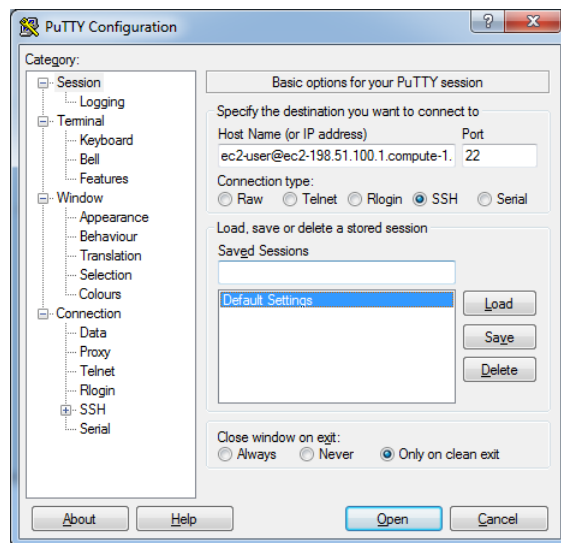 PuTTY Configuration
Category:
Session
Logging
Terminal
Keyboard
Bell
Features
Window
Appearance
Behaviour
Translation
Selection
Colours
Connection
Data
Proxy
Telnet
Rlogin
SSH
Serial
Basic options for your PuTTY session
Specify the destination you want to connect to
Host Name (or IP address) Port
ec2-user@ec2-198.51.100.1.compute-1. 22
Connection type:
Raw Telnet Rlogin SSH Serial
Load, save or delete a stored session
Saved Sessions
Default Settings
Load
Save
Delete
Close window on exit:
Always Never Only on clean exit
About Help Open Cancel